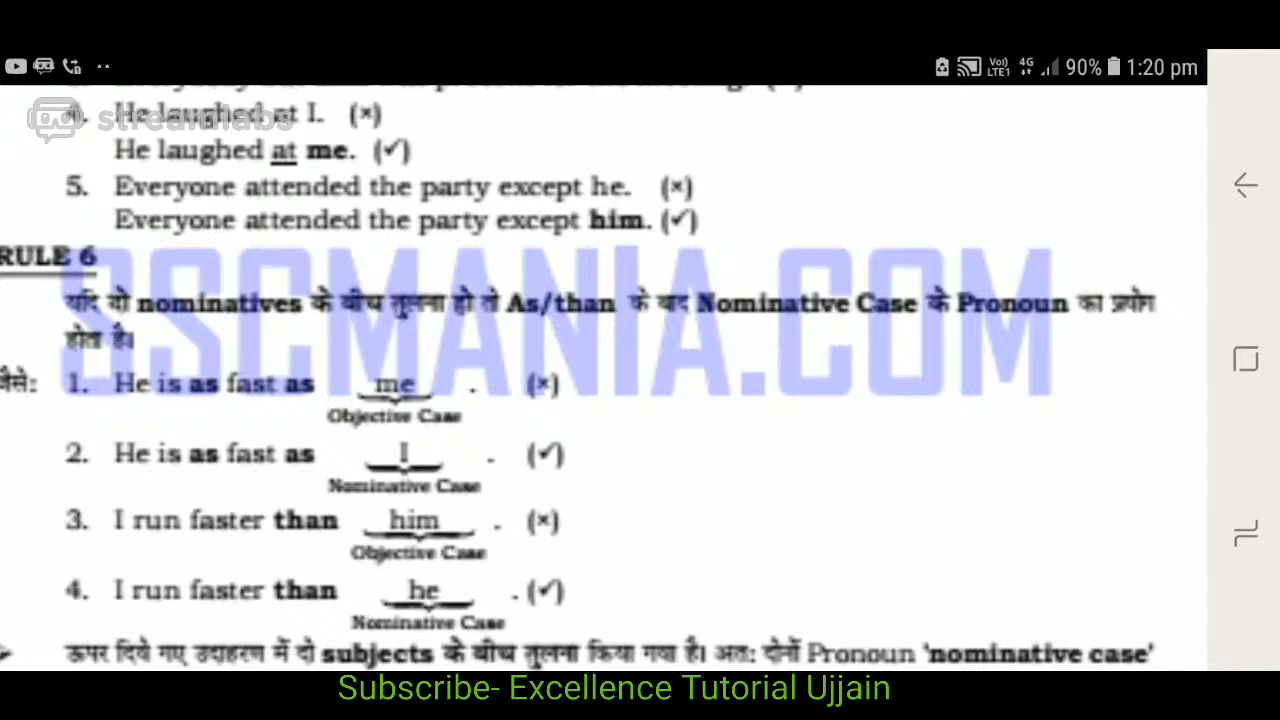 90% 1:20 pm
streamlabs
4. He laughed at I. (×)
He laughed at me. (✓)
5. Everyone attended the party except he. (×)
Everyone attended the party except him. (✓)
RULE 6
SSCMANIA.COM
यदि दो nominatives के बीच तुलना हो तो As/than के बाद Nominative Case के Pronoun का प्रयोग
होता है।
जैसे: 1. He is as fast as me . (×)
Objective Case
2. He is as fast as I . (✓)
Nominative Case
3. I run faster than him . (×)
Objective Case
4. I run faster than he . (✓)
Nominative Case
ऊपर दिये गए उदाहरण में दो subjects के बीच तुलना किया गया है। अतः दोनों Pronoun 'nominative case'
Subscribe- Excellence Tutorial Ujjain